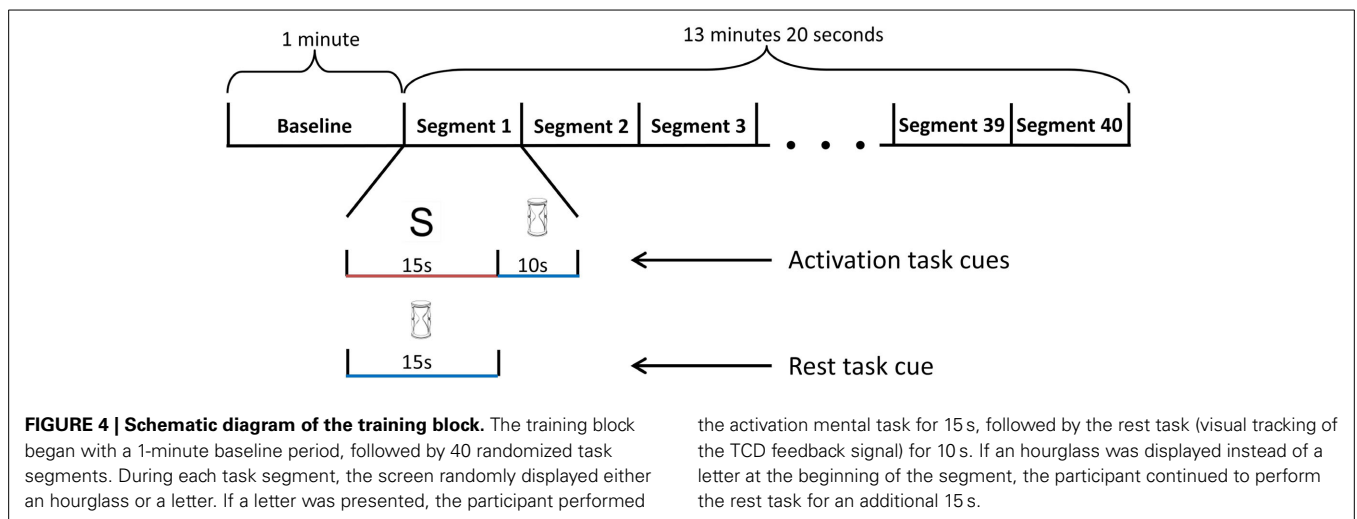 1 minute
13 minutes 20 seconds
Baseline
Segment 1
Segment 2
Segment 3
Segment 39
Segment 40
S
15s
10s
Activation task cues
15s
Rest task cue
FIGURE 4 | Schematic diagram of the training block. The training block
began with a 1-minute baseline period, followed by 40 randomized task
segments. During each task segment, the screen randomly displayed either
an hourglass or a letter. If a letter was presented, the participant performed
the activation mental task for 15 s, followed by the rest task (visual tracking of
the TCD feedback signal) for 10 s. If an hourglass was displayed instead of a
letter at the beginning of the segment, the participant continued to perform
the rest task for an additional 15 s.